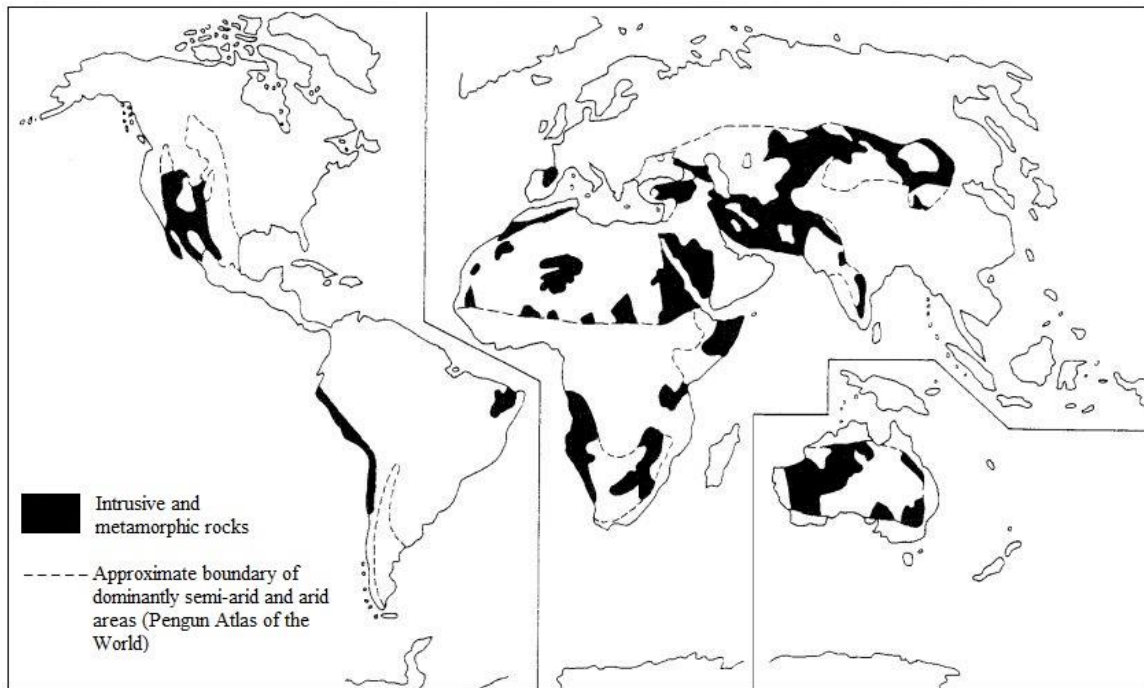 Intrusive and
metamorphic rocks
Approximate boundary of
dominantly semi-arid and arid
areas (Pengun Atlas of the
World)